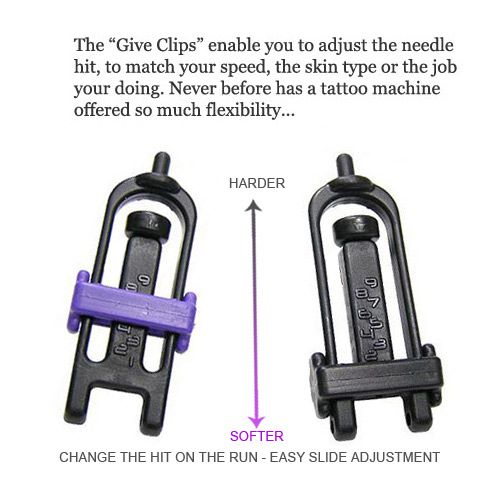 The “Give Clips” enable you to adjust the needle
hit, to match your speed, the skin type or the job
your doing. Never before has a tattoo machine
offered so much flexibility...
HARDER
SOFTER
CHANGE THE HIT ON THE RUN - EASY SLIDE ADJUSTMENT